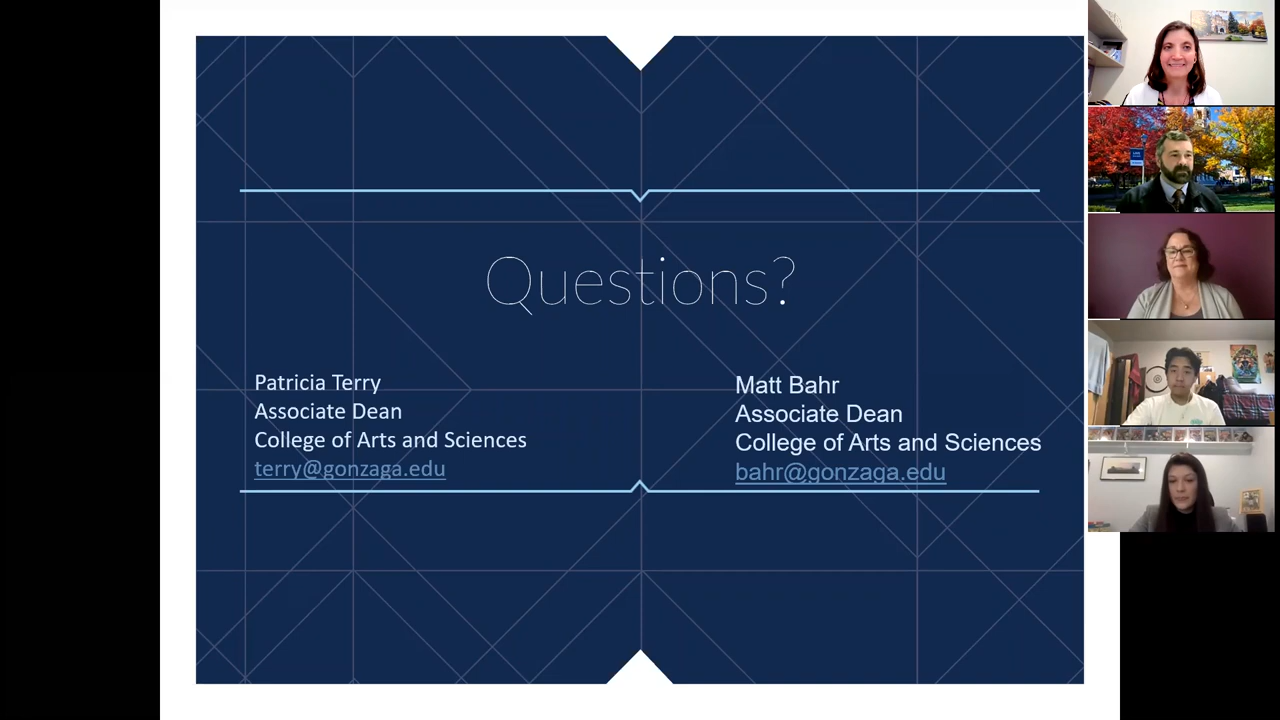 Questions?
Patricia Terry
Associate Dean
College of Arts and Sciences
terry@gonzaga.edu
Matt Bahr
Associate Dean
College of Arts and Sciences
bahr@gonzaga.edu